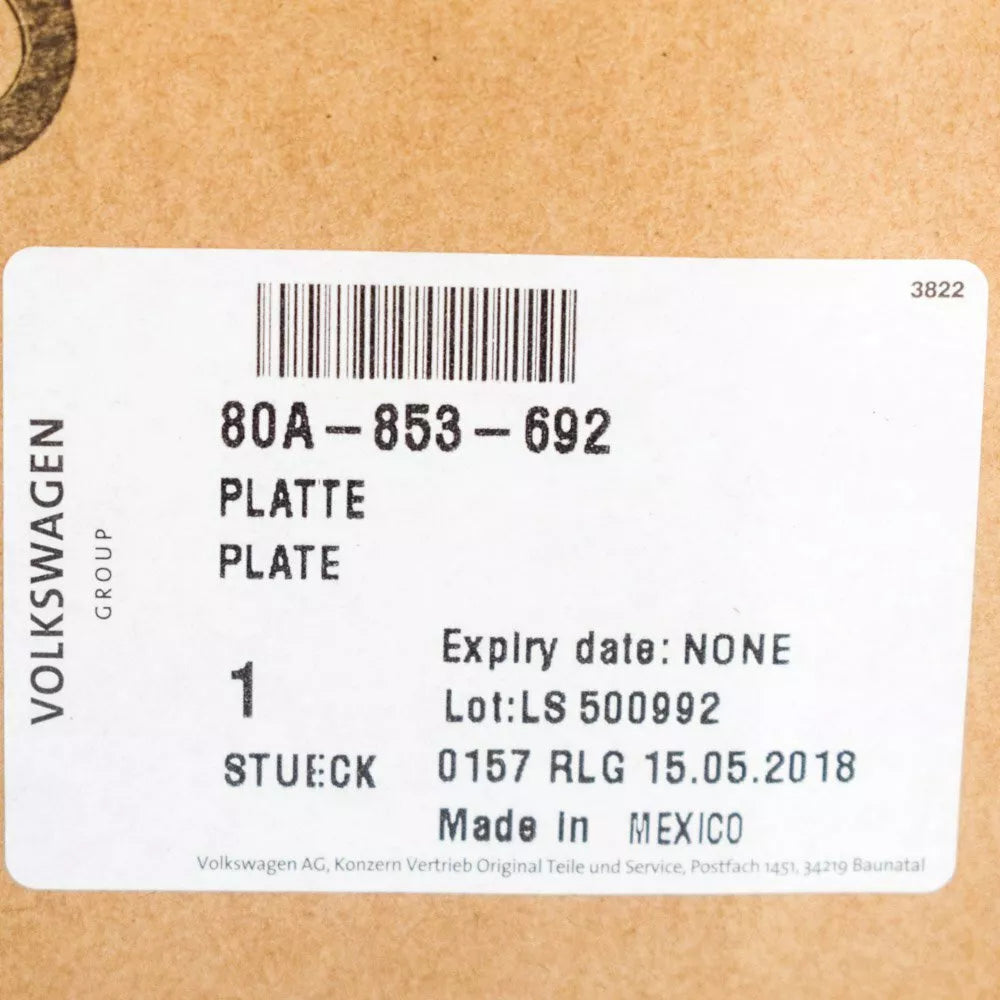 3822
80A-853-692
PLATTE
PLATE
VOLKSWAGEN
GROUP
Expiry date: NONE
1
Lot:LS 500992
STUECK
0157 RLG 15.05.2018
Made in MEXICO
Volkswagen AG, Konzern Vertrieb Original Teile und Service, Postfach 1451, 34219 Baunatal